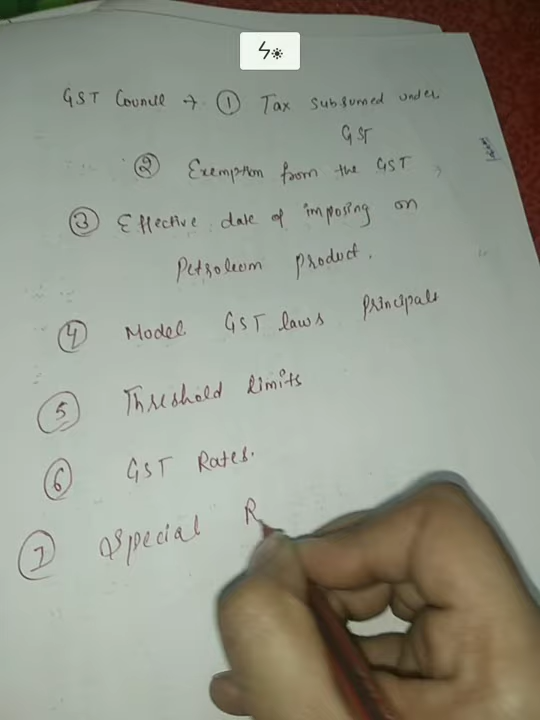 GST Council → ① Tax subsumed under
GST
② Exemption from the GST
③ Effective date of imposing on
Petroleum product.
④ Model GST laws Principals
⑤ Threshold limits
⑥ GST Rates.
⑦ Special R